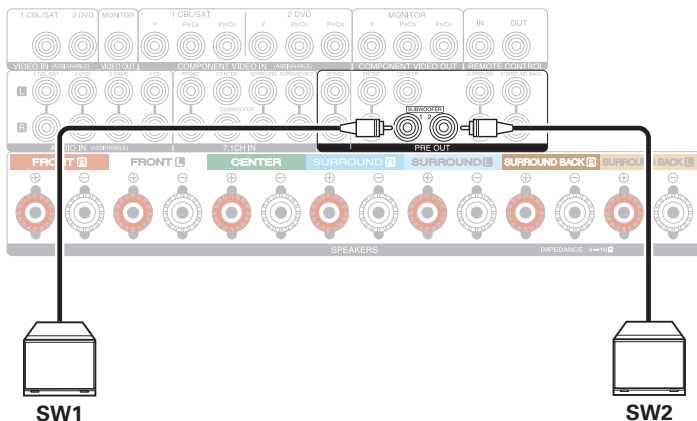 1 CBL/SAT 2 DVD MONITOR 1 CBL/SAT 2 DVD MONITOR
Y PB/CB PR/CR Y PB/CB PR/CR Y PB/CB PR/CR IN OUT
VIDEO IN (ASSIGNABLE) VIDEO OUT COMPONENT VIDEO IN (ASSIGNABLE) COMPONENT VIDEO OUT REMOTE CONTROL
1 CBL/SAT 2 DVD 3 GAME 4 CD FRONT CENTER SURROUND SURROUND BACK ZONE2 FRONT CENTER SURROUND SURROUND BACK
L
SUBWOOFER SUBWOOFER
R 1 2
AUDIO IN (ASSIGNABLE) 7.1CH IN PRE OUT
FRONT R FRONT L CENTER SURROUND R SURROUND L SURROUND BACK R SURROUND BACK L
SPEAKERS IMPEDANCE : 4~16Ω
SW1 SW2